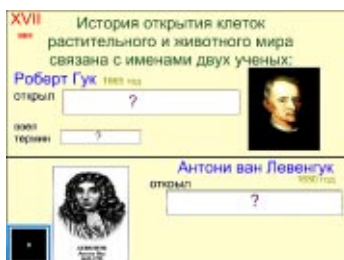 XVII
век
История открытия клеток
растительного и животного мира
связана с именами двух ученых:
Роберт Гук 1665 год
открыл
?
ввел
термин
?
Антони ван Левенгук
1680 год
открыл
?